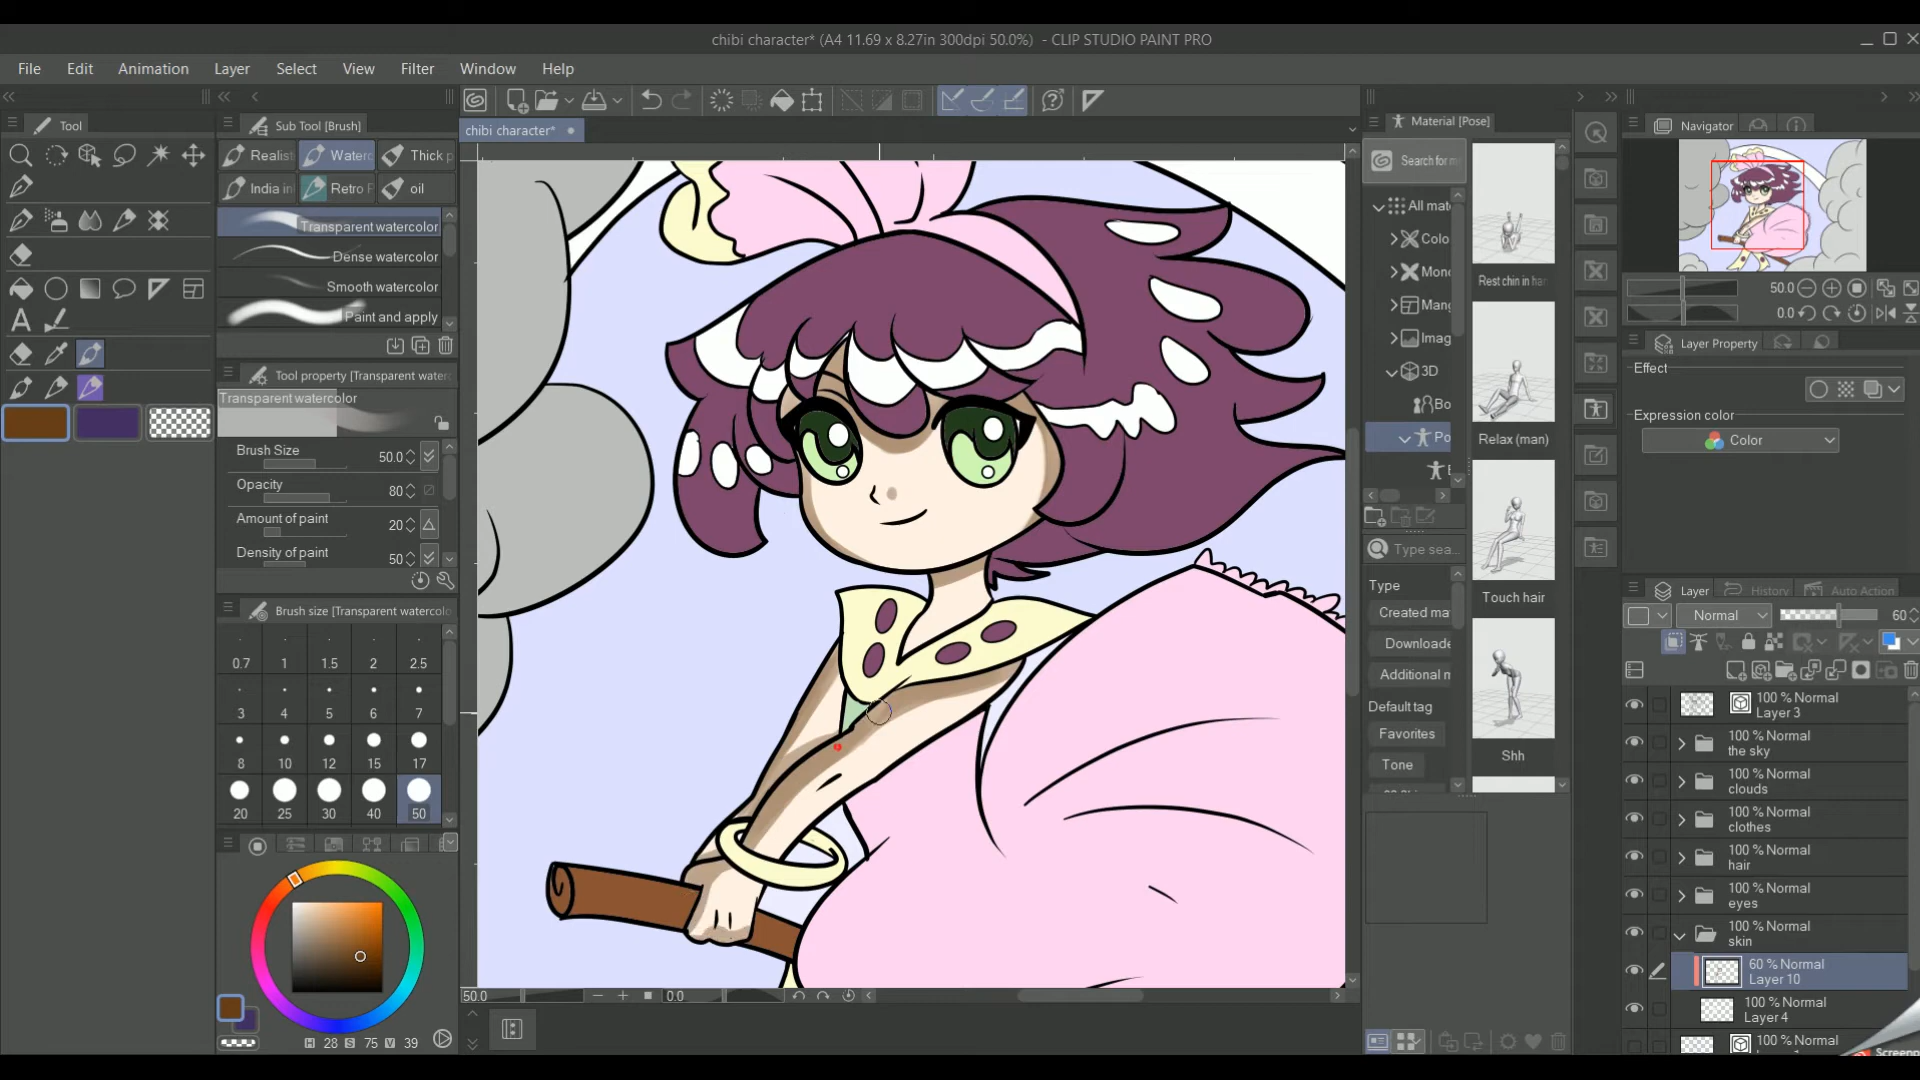 chibi character* (A4 11.69 x 8.27in 300dpi 50.0%) - CLIP STUDIO PAINT PRO
File Edit Animation Layer Select View Filter Window Help
Tool
Sub Tool [Brush]
Realist
Waterc
Thick p
India in
Retro F
oil
Transparent watercolor
Dense watercolor
Smooth watercolor
Paint and apply
Tool property [Transparent water
Transparent watercolor
Brush Size 50.0
Opacity 80
Amount of paint 20
Density of paint 50
Brush size [Transparent watercolo
0.7 1 1.5 2 2.5
3 4 5 6 7
8 10 12 15 17
20 25 30 40 50
H 28 S 75 V 39
chibi character*
50.0 0.0
Material [Pose]
Search for m
All mate
Colo
Mono
Mang
Imag
3D
Bo
Po
Type sea...
Type
Created ma
Downloade
Additional m
Default tag
Favorites
Tone
Rest chin in han
Relax (man)
Touch hair
Shh
Navigator
50.0
0.0
Layer Property
Effect
Expression color
Color
Layer History Auto Action
Normal 60
100 % Normal
Layer 3
100 % Normal
the sky
100 % Normal
clouds
100 % Normal
clothes
100 % Normal
hair
100 % Normal
eyes
100 % Normal
skin
60 % Normal
Layer 10
100 % Normal
Layer 4
100 % Normal